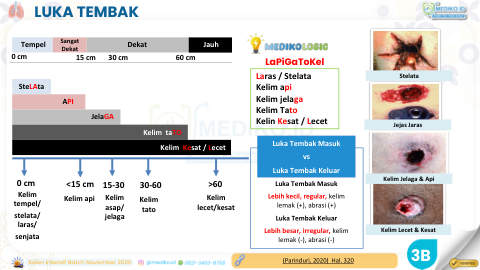 LUKA TEMBAK
MEDIKO.ID
Tempel
Sangat Dekat
Dekat
Jauh
0 cm
15 cm
30 cm
60 cm
SteLAta
API
JelaGA
Kelim Kesat / Lecet
0 cm
<15 cm
15-30
30-60
>60
Kelim tempel/
stelata/
laras/
senjata
Kelim api
Kelim
asap/
jelaga
Kelim
tato
Kelim
lecet/kesat
MEDIKOLOGIC
LaPiGaToKel
Laras / Stelata
Kelim api
Kelim jelaga
Kelim Tato
Kelin Kesat / Lecet
Luka Tembak Masuk
vs
Luka Tembak Keluar
Luka Tembak Masuk
Lebih kecil, regular, kelim
lemak (+), abrasi (+)
Luka Tembak Keluar
Lebih besar, irregular, kelim
lemak (-), abrasi (-)
(Parinduri, 2020) Hal. 320
Stelata
Jejas Jaras
Kelim Jelaga & Api
Kelim Lecet & Kesat
3B